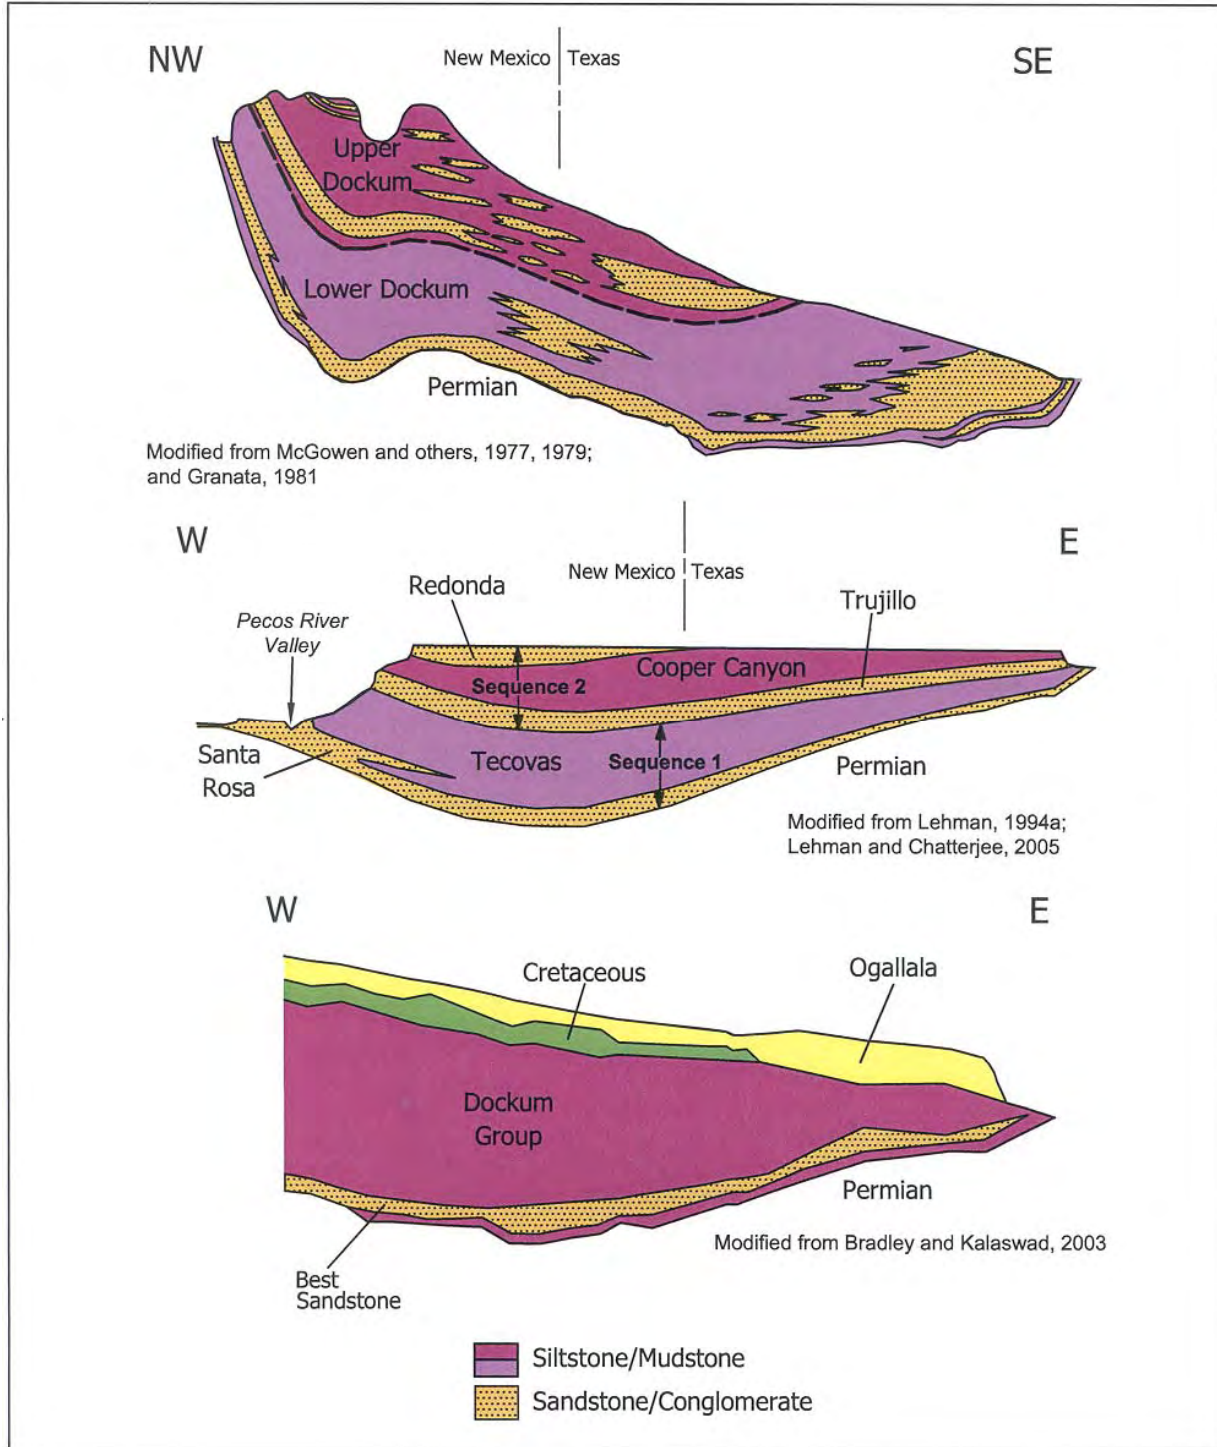 New Mexico Texas
NW
SE
Upper
Dockum
Lower Dockum
Permian
Modified from McGowen and others, 1977, 1979;
and Granata, 1981
W
E
New Mexico Texas
Redonda
Trujillo
Pecos River
Valley
Cooper Canyon
Sequence 2
Santa
Rosa
Tecovas
Sequence 1
Permian
Modified from Lehman, 1994a;
Lehman and Chatterjee, 2005
W
E
Cretaceous
Ogallala
Dockum
Group
Permian
Modified from Bradley and Kalaswad, 2003
Best
Sandstone
Siltstone/Mudstone
Sandstone/Conglomerate